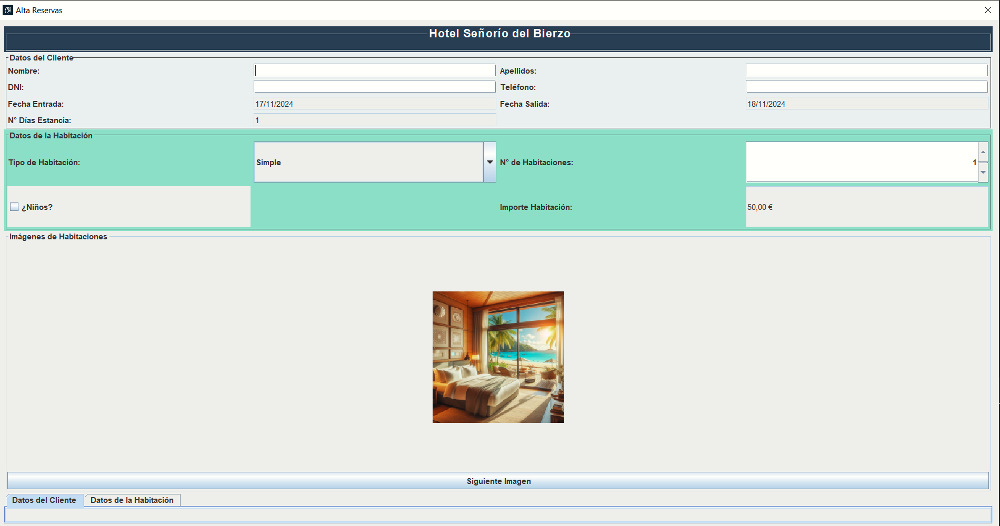 Alta Reservas
Hotel Señorío del Bierzo
Datos del Cliente
Nombre: Apellidos:
DNI: Teléfono:
Fecha Entrada: 17/11/2024 Fecha Salida: 18/11/2024
N° Días Estancia: 1
Datos de la Habitación
Tipo de Habitación: Simple N° de Habitaciones: 1
¿Niños? Importe Habitación: 50,00 €
Imágenes de Habitaciones
Siguiente Imagen
Datos del Cliente Datos de la Habitación